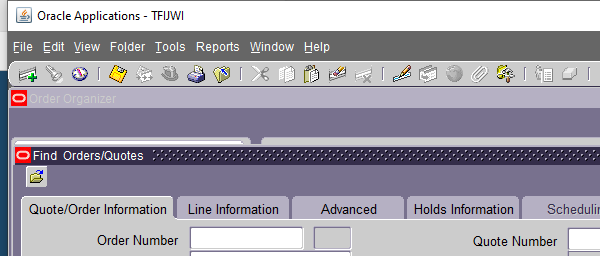 Oracle Applications - TFIJWI
File Edit View Folder Tools Reports Window Help
Order Organizer
Find Orders/Quotes
Quote/Order Information Line Information Advanced Holds Information
Order Number Quote Number